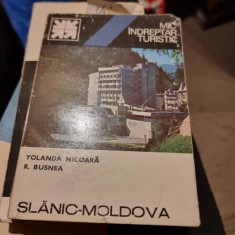 MIC
ÎNDREPTAR
TURISTIC
YOLANDA NICOARĂ
R. BUSNEA
SLĂNIC-MOLDOVA